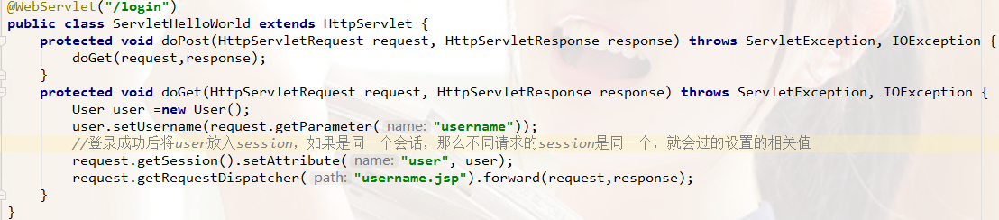 @WebServlet("/login")
public class ServletHelloWorld extends HttpServlet {
    protected void doPost(HttpServletRequest request, HttpServletResponse response) throws ServletException, IOException {
        doGet(request,response);
    }
    protected void doGet(HttpServletRequest request, HttpServletResponse response) throws ServletException, IOException {
        User user =new User();
        user.setUsername(request.getParameter( name: "username"));
        //登录成功后将user放入session，如果是同一个会话，那么不同请求的session是同一个，就会过的设置的相关值
        request.getSession().setAttribute( name: "user", user);
        request.getRequestDispatcher( path: "username.jsp").forward(request,response);
    }
}